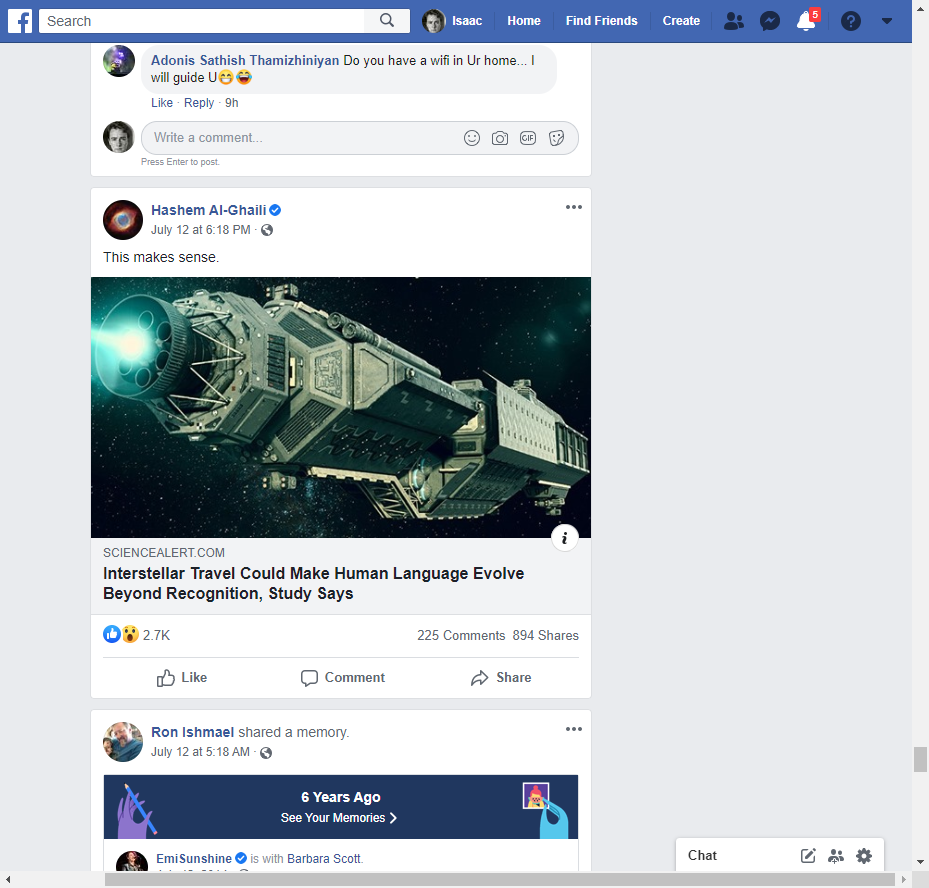 Search
Isaac
Home
Find Friends
Create
5
Adonis Sathish Thamizhiniyan Do you have a wifi in Ur home... I
will guide U😁😂
Like · Reply · 9h
Write a comment...
GIF
Press Enter to post.
Hashem Al-Ghaili
July 12 at 6:18 PM ·
This makes sense.
SCIENCEALERT.COM
Interstellar Travel Could Make Human Language Evolve
Beyond Recognition, Study Says
2.7K
225 Comments 894 Shares
Like
Comment
Share
Ron Ishmael shared a memory.
July 12 at 5:18 AM ·
6 Years Ago
See Your Memories
EmiSunshine is with Barbara Scott.
Chat